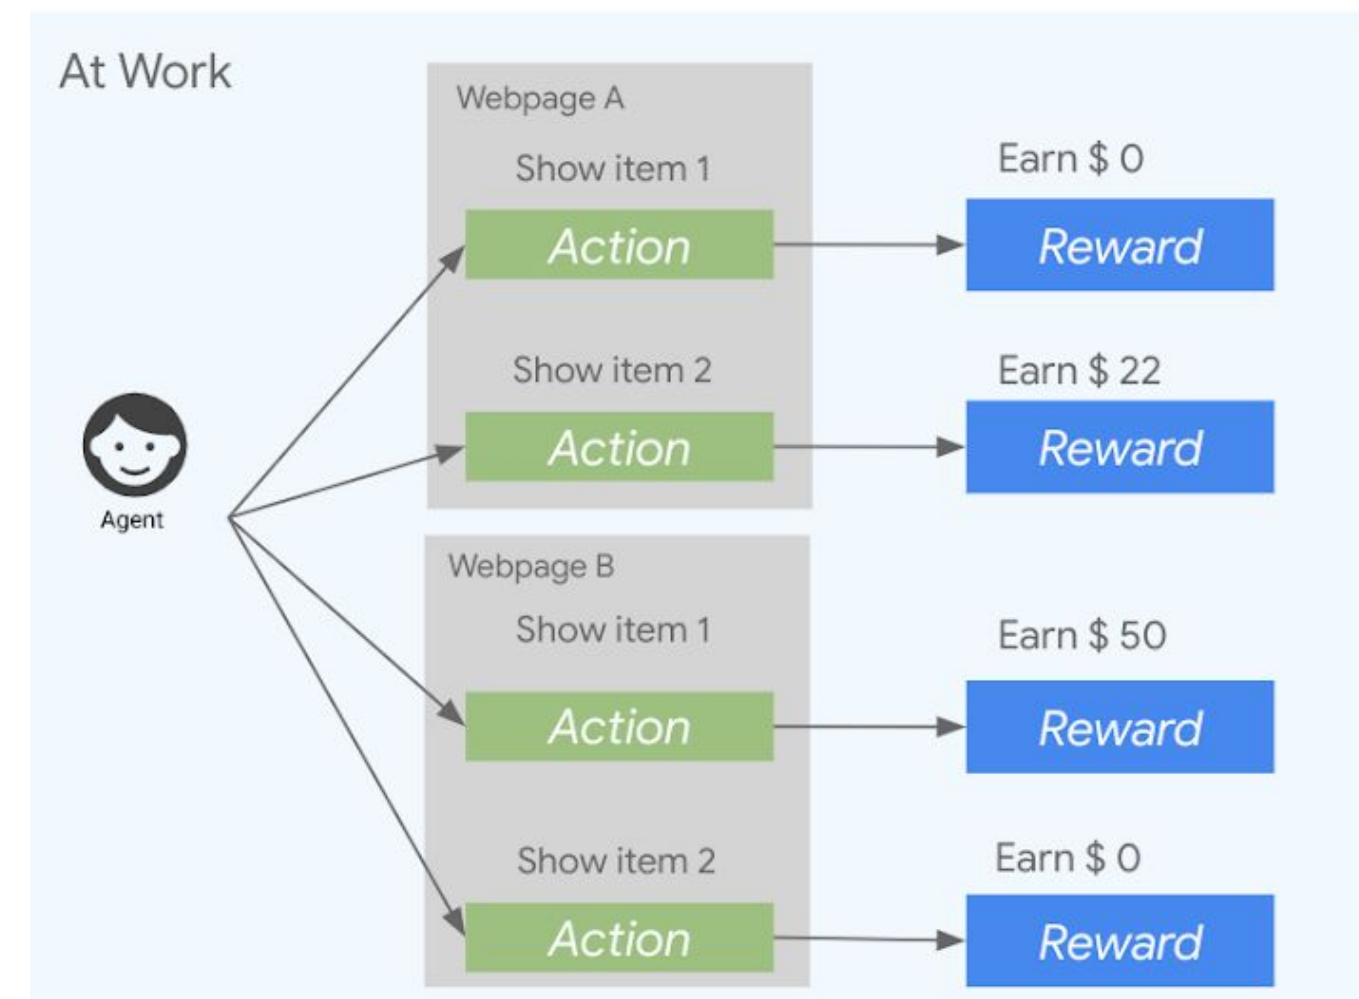 At Work
Webpage A
Show item 1
Action
Earn $ 0
Reward
Show item 2
Action
Earn $ 22
Reward
Agent
Webpage B
Show item 1
Action
Earn $ 50
Reward
Show item 2
Action
Earn $ 0
Reward